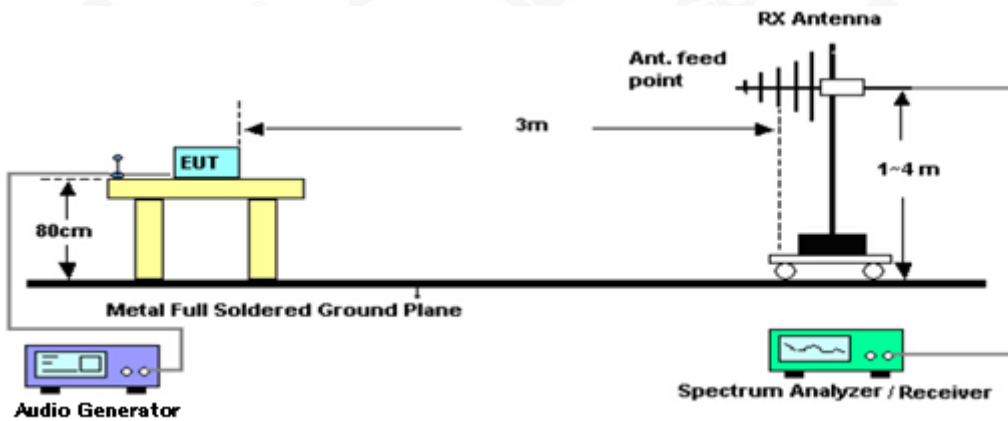 RX Antenna
Ant. feed
point
3m
EUT
1~4 m
80cm
Metal Full Soldered Ground Plane
Audio Generator
Spectrum Analyzer / Receiver